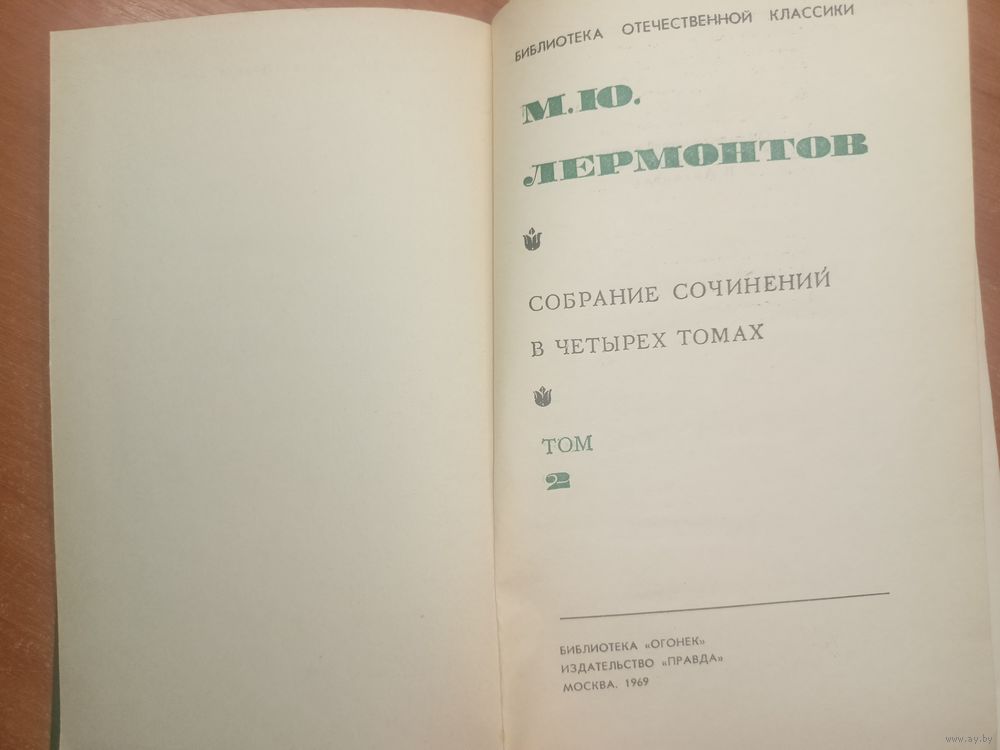 БИБЛИОТЕКА ОТЕЧЕСТВЕННОЙ КЛАССИКИ
М.Ю.
ЛЕРМОНТОВ
СОБРАНИЕ СОЧИНЕНИЙ
В ЧЕТЫРЕХ ТОМАХ
ТОМ
2
БИБЛИОТЕКА «ОГОНЕК»
ИЗДАТЕЛЬСТВО «ПРАВДА»
МОСКВА. 1969
www.ay.by